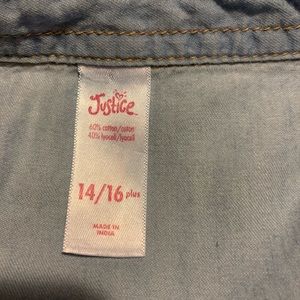 Justice
60% cotton/coton
40% lyocell/lyocell
14/16 plus
MADE IN
INDIA